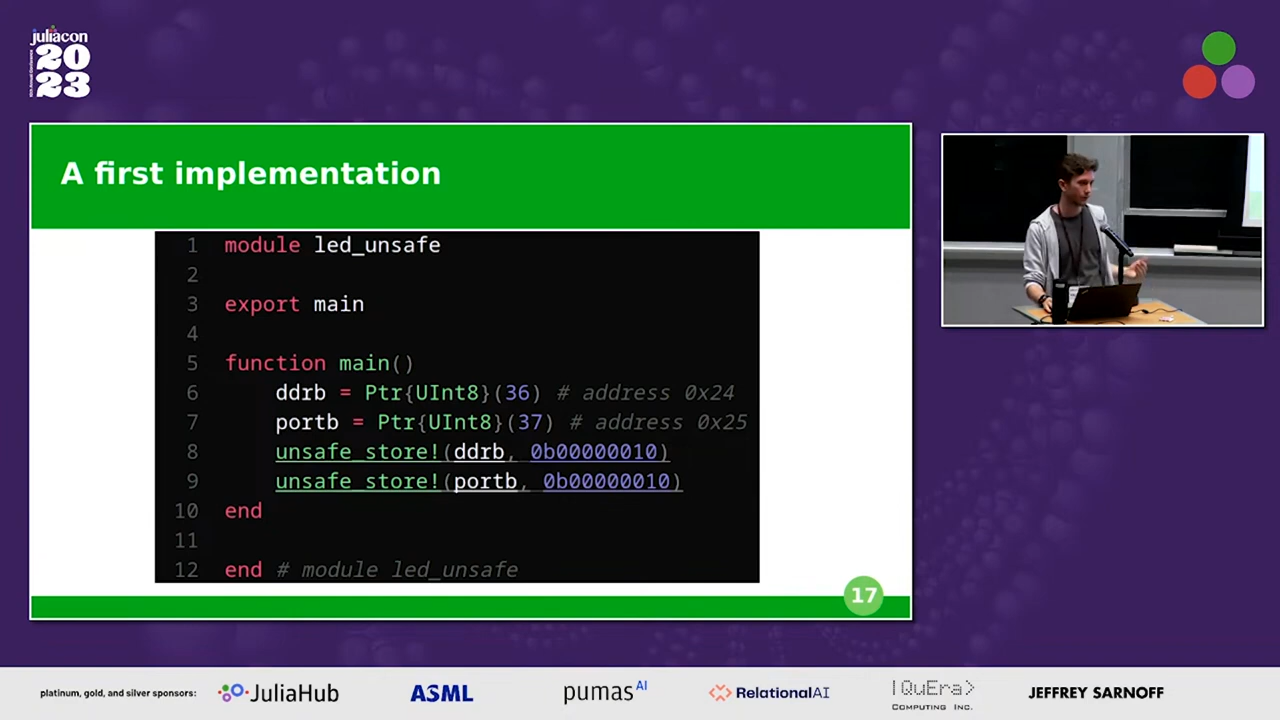 juliacon
20
23
A first implementation
1 module led_unsafe
2
3 export main
4
5 function main()
6 ddrb = Ptr{UInt8}(36) # address 0x24
7 portb = Ptr{UInt8}(37) # address 0x25
8 unsafe_store!(ddrb, 0b00000010)
9 unsafe_store!(portb, 0b00000010)
10 end
11
12 end # module led_unsafe
17
platinum, gold, and silver sponsors:
JuliaHub
ASML
pumas AI
RelationalAI
|QuEra>
COMPUTING INC.
JEFFREY SARNOFF